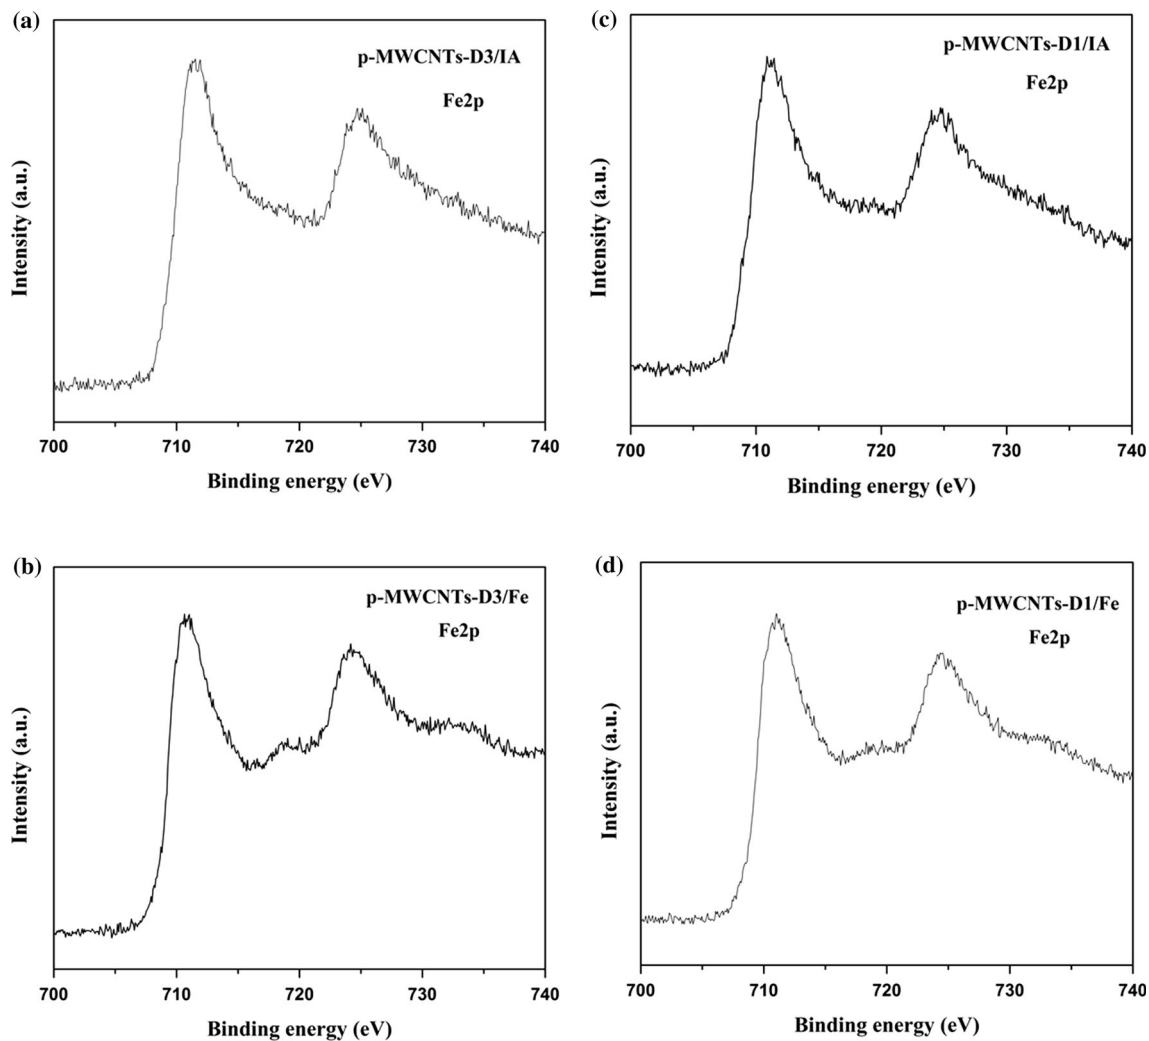 (a)
p-MWCNTs-D3/IA
Fe2p
Intensity (a.u.)
700 710 720 730 740
Binding energy (eV)
(c)
p-MWCNTs-D1/IA
Fe2p
Intensity (a.u.)
700 710 720 730 740
Binding energy (eV)
(b)
p-MWCNTs-D3/Fe
Fe2p
Intensity (a.u.)
700 710 720 730 740
Binding energy (eV)
(d)
p-MWCNTs-D1/Fe
Fe2p
Intensity (a.u.)
700 710 720 730 740
Binding energy (eV)